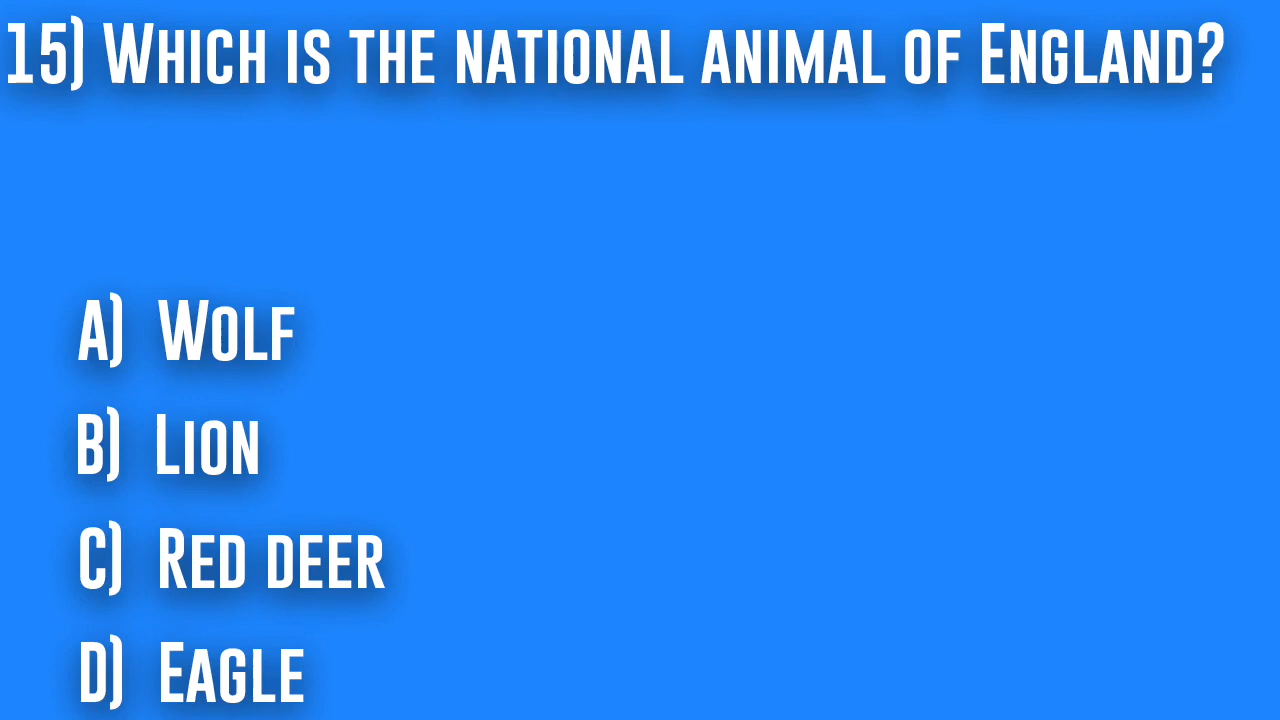 15) Which is the national animal of England?
A) Wolf
B) Lion
C) Red deer
D) Eagle